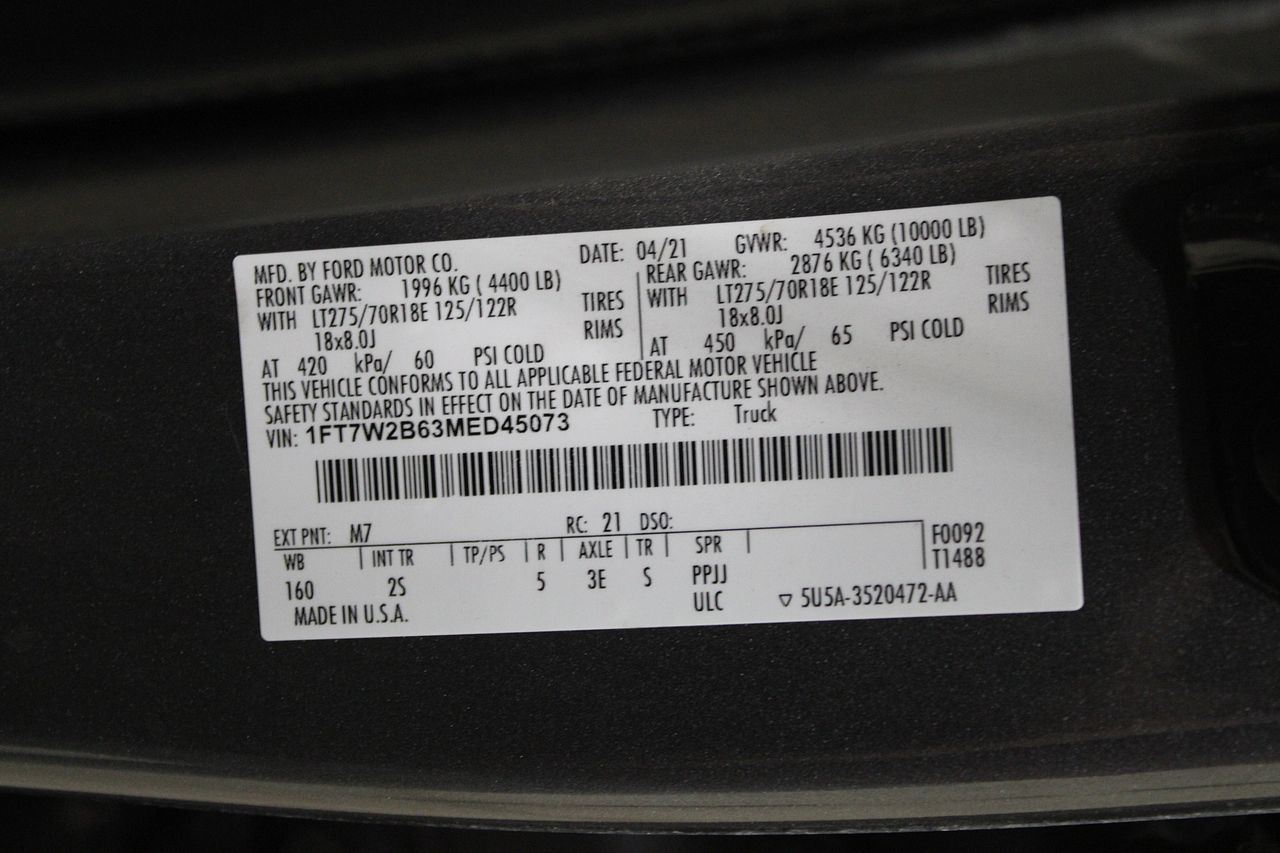 MFD. BY FORD MOTOR CO. DATE: 04/21 GVWR: 4536 KG (10000 LB)
FRONT GAWR: 1996 KG ( 4400 LB) REAR GAWR: 2876 KG ( 6340 LB)
WITH LT275/70R18E 125/122R TIRES WITH LT275/70R18E 125/122R TIRES
18x8.0J RIMS 18x8.0J RIMS
AT 420 kPa/ 60 PSI COLD AT 450 kPa/ 65 PSI COLD
THIS VEHICLE CONFORMS TO ALL APPLICABLE FEDERAL MOTOR VEHICLE
SAFETY STANDARDS IN EFFECT ON THE DATE OF MANUFACTURE SHOWN ABOVE.
VIN: 1FT7W2B63MED45073 TYPE: Truck
EXT PNT: M7 RC: 21 DSO:
WB INT TR TP/PS R AXLE TR SPR F0092
T1488
160 2S 5 3E S PPJJ
MADE IN U.S.A. ULC ▽ 5U5A-3520472-AA